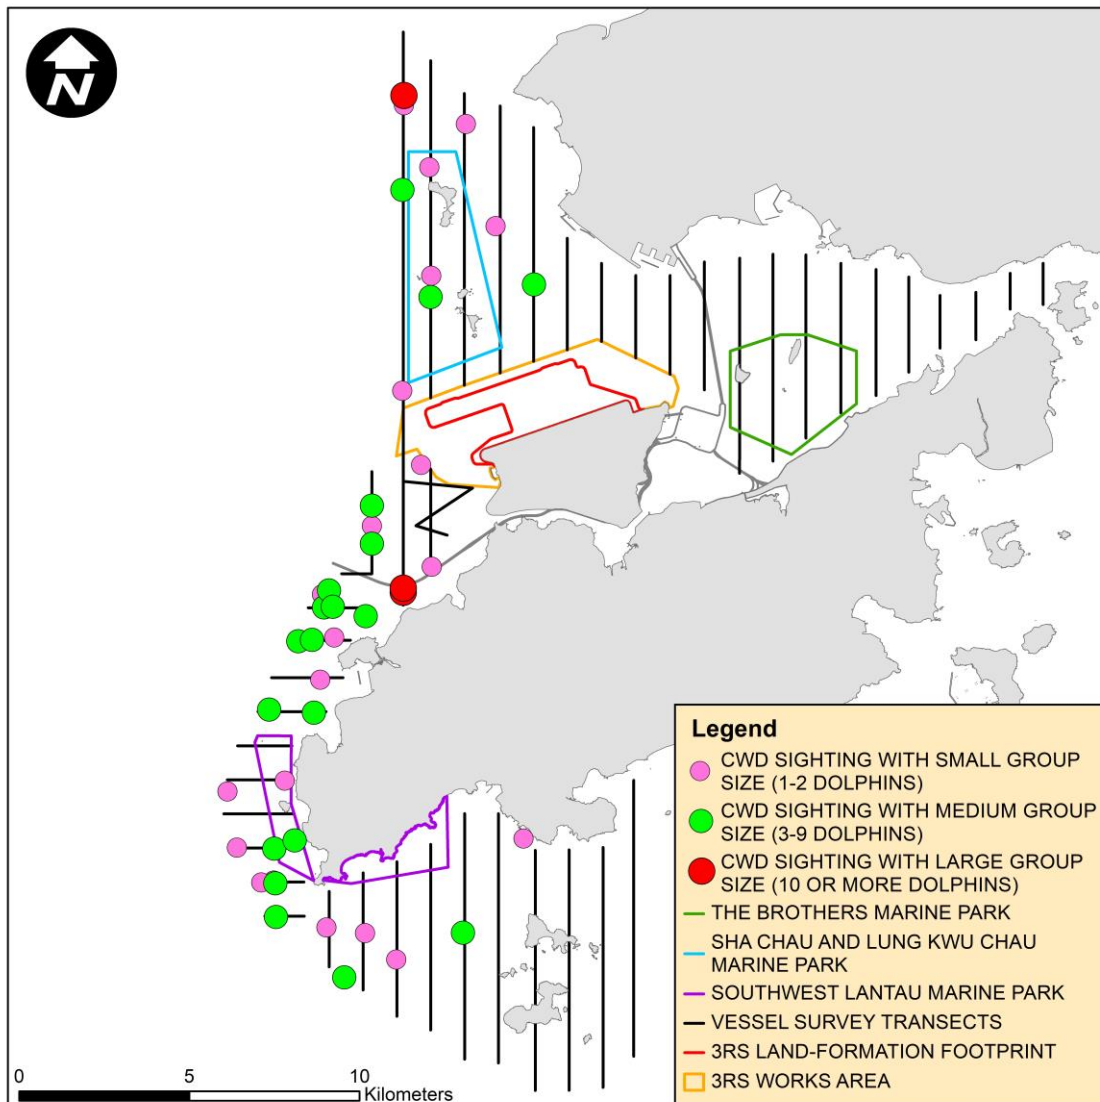 N
Legend
CWD SIGHTING WITH SMALL GROUP
SIZE (1-2 DOLPHINS)
CWD SIGHTING WITH MEDIUM GROUP
SIZE (3-9 DOLPHINS)
CWD SIGHTING WITH LARGE GROUP
SIZE (10 OR MORE DOLPHINS)
THE BROTHERS MARINE PARK
SHA CHAU AND LUNG KWU CHAU
MARINE PARK
SOUTHWEST LANTAU MARINE PARK
VESSEL SURVEY TRANSECTS
3RS LAND-FORMATION FOOTPRINT
3RS WORKS AREA
0 5 10
Kilometers